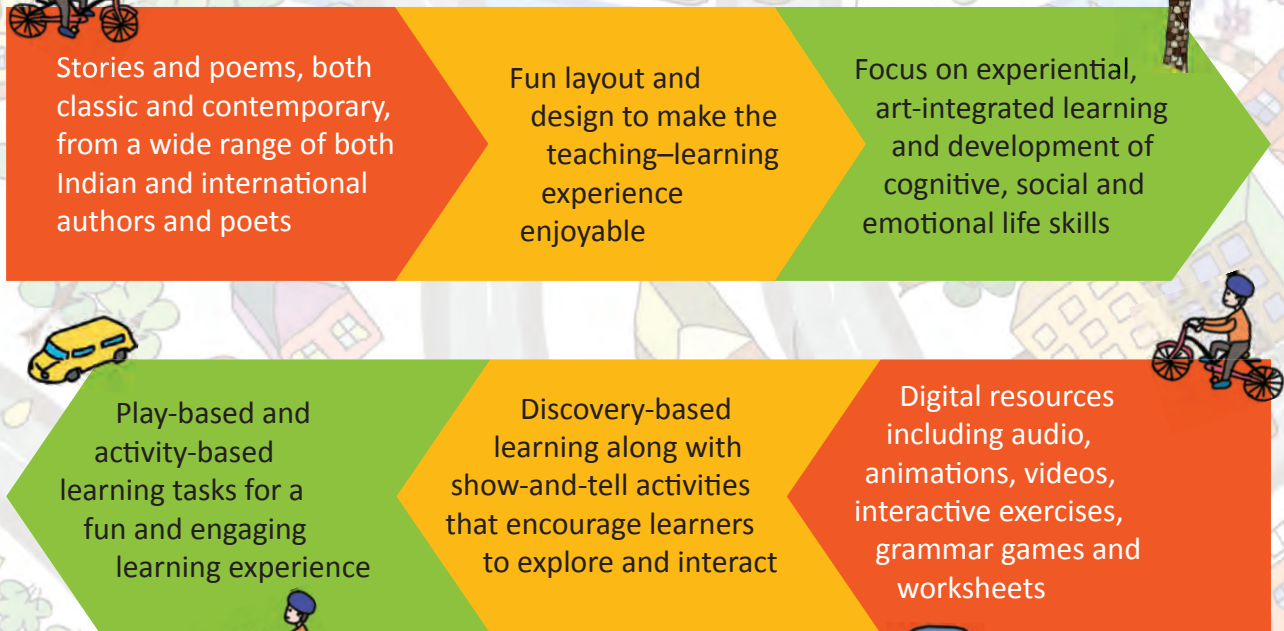 Stories and poems, both
classic and contemporary,
from a wide range of both
Indian and international
authors and poets
Fun layout and
design to make the
teaching–learning
experience
enjoyable
Focus on experiential,
art-integrated learning
and development of
cognitive, social and
emotional life skills
Digital resources
including audio,
animations, videos,
interactive exercises,
grammar games and
worksheets
Discovery-based
learning along with
show-and-tell activities
that encourage learners
to explore and interact
Play-based and
activity-based
learning tasks for a
fun and engaging
learning experience